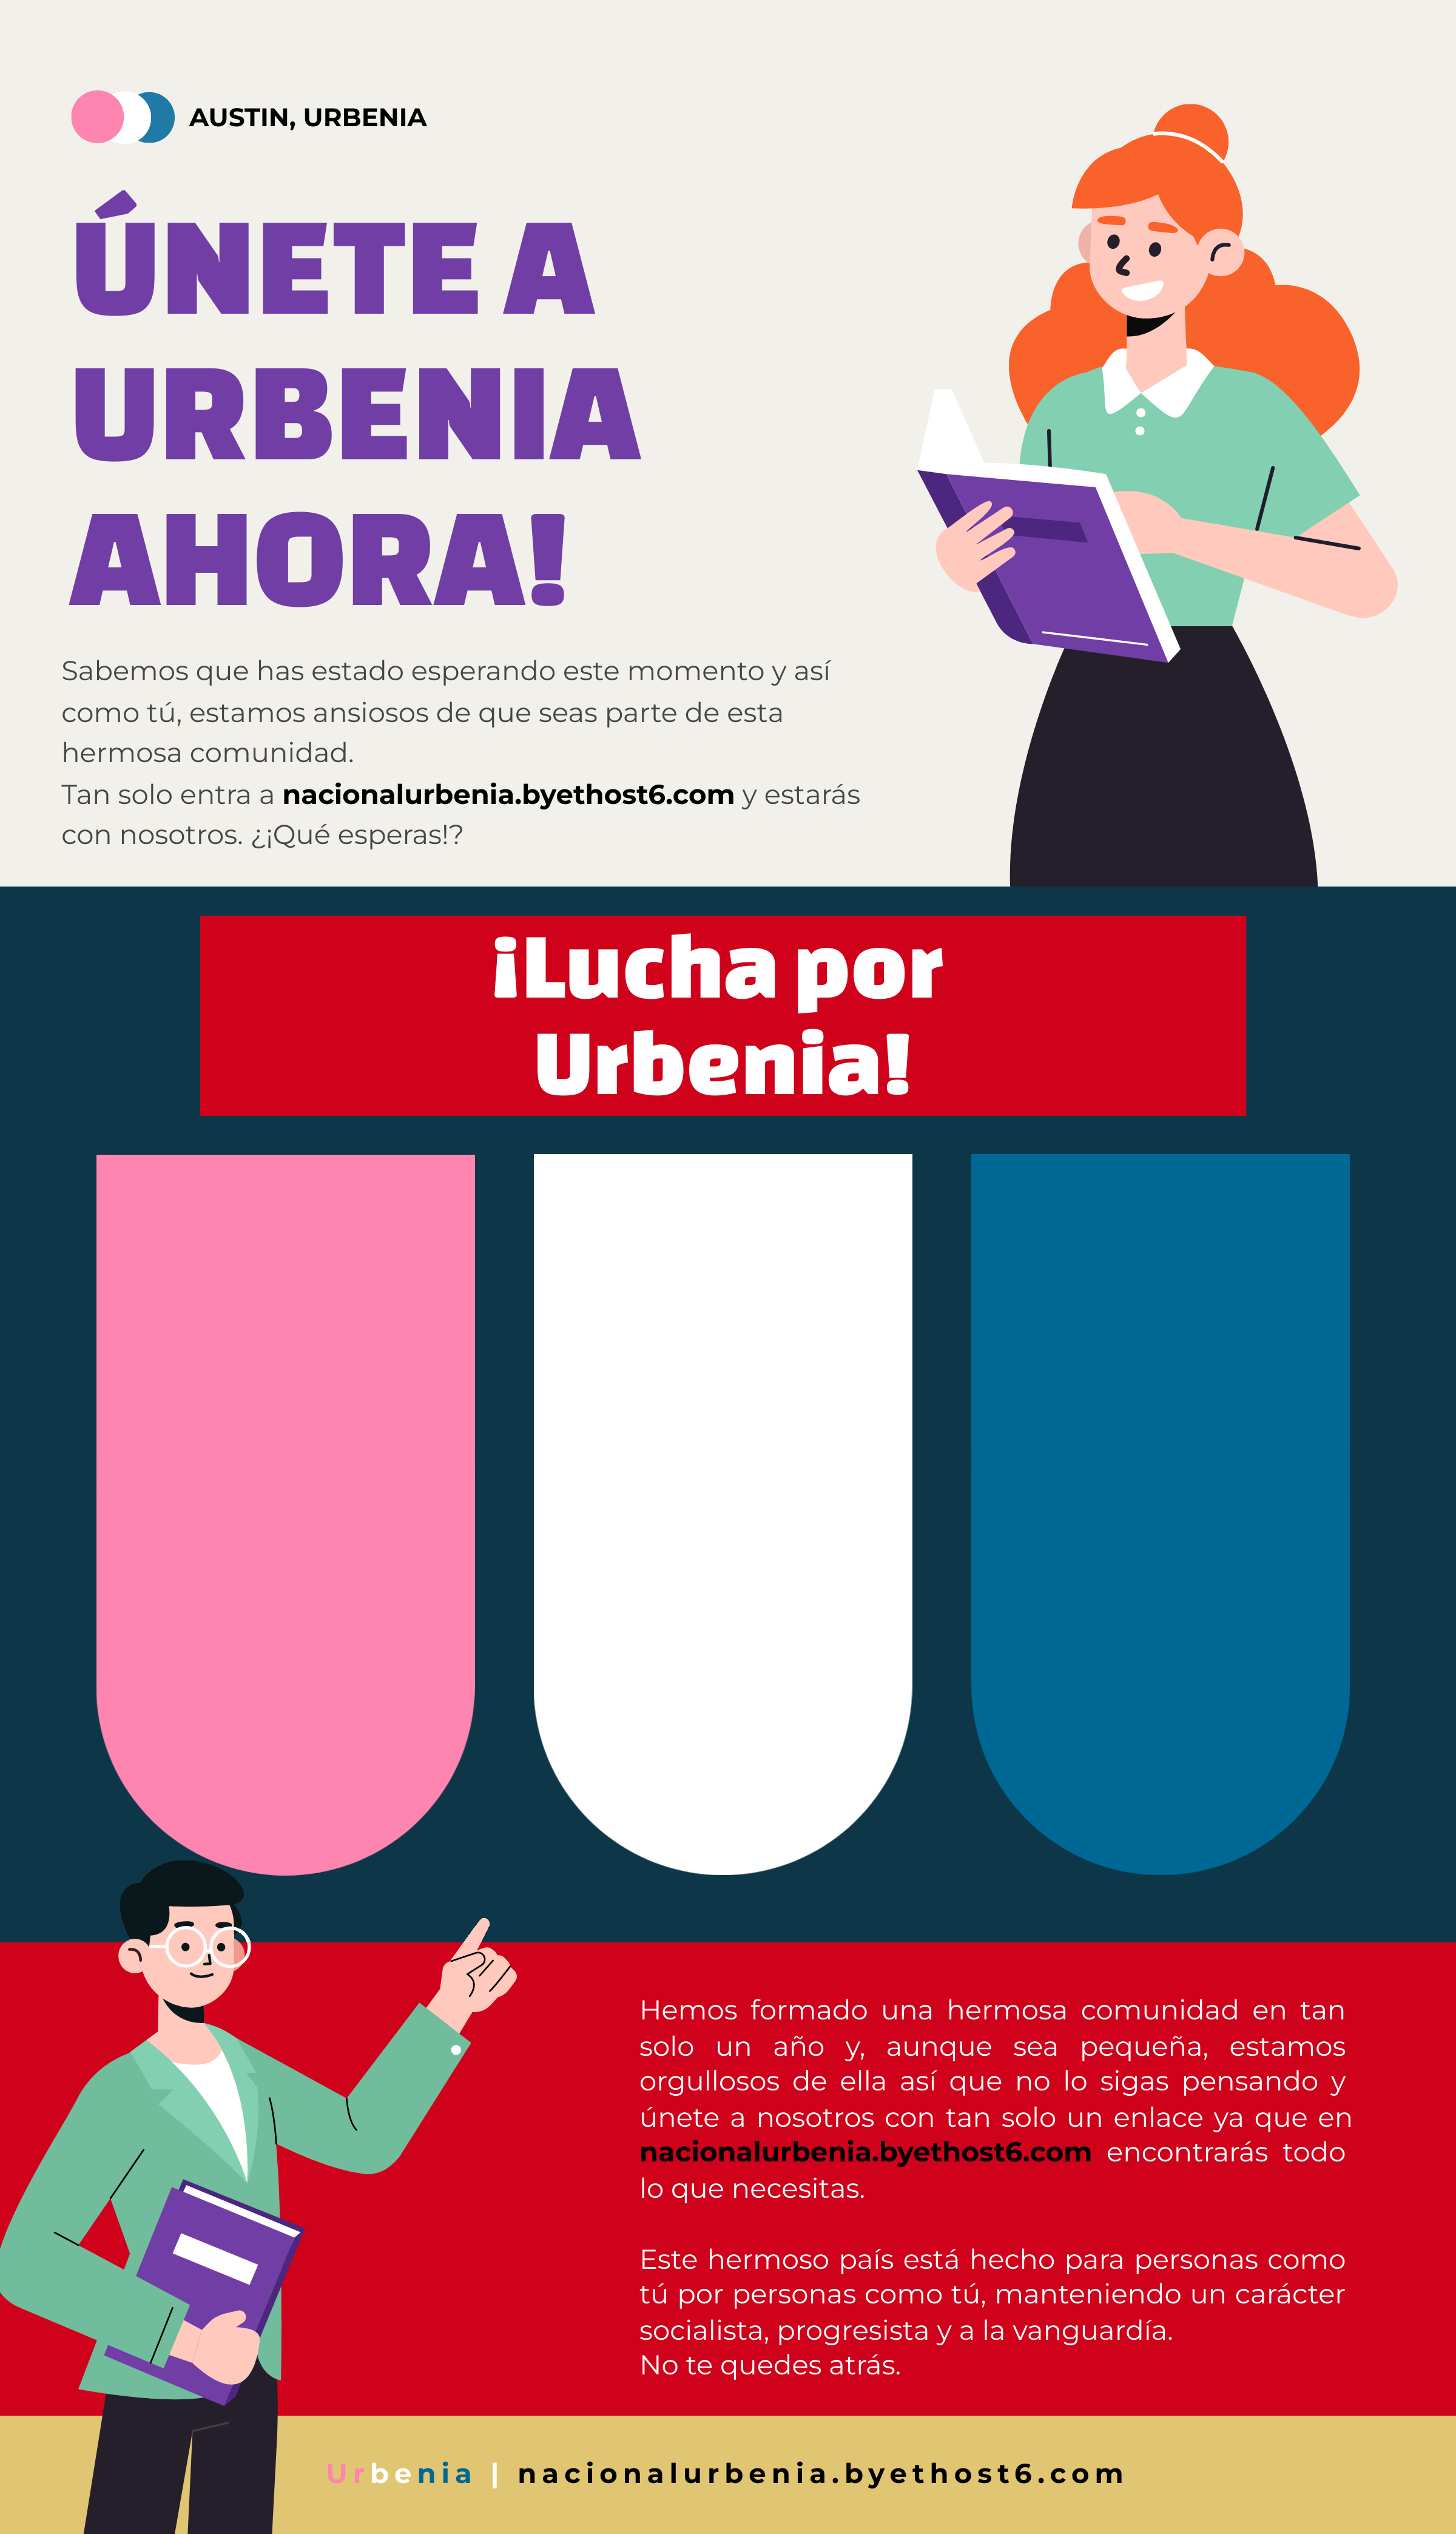 AUSTIN, URBENIA
ÚNETE A
URBENIA
AHORA!
Sabemos que has estado esperando este momento y así
como tú, estamos ansiosos de que seas parte de esta
hermosa comunidad.
Tan solo entra a nacionalurbenia.byethost6.com y estarás
con nosotros. ¿¡Qué esperas!?
¡Lucha por
Urbenia!
Hemos formado una hermosa comunidad en tan
solo un año y, aunque sea pequeña, estamos
orgullosos de ella así que no lo sigas pensando y
únete a nosotros con tan solo un enlace ya que en
nacionalurbenia.byethost6.com encontrarás todo
lo que necesitas.
Este hermoso país está hecho para personas como
tú por personas como tú, manteniendo un carácter
socialista, progresista y a la vanguardía.
No te quedes atrás.
Urbenia | nacionalurbenia.byethost6.com